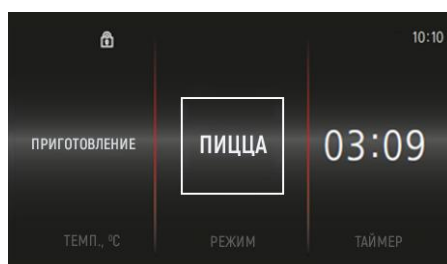 10:10
ПРИГОТОВЛЕНИЕ
ПИЦЦА
03:09
ТЕМП., °C
РЕЖИМ
ТАЙМЕР